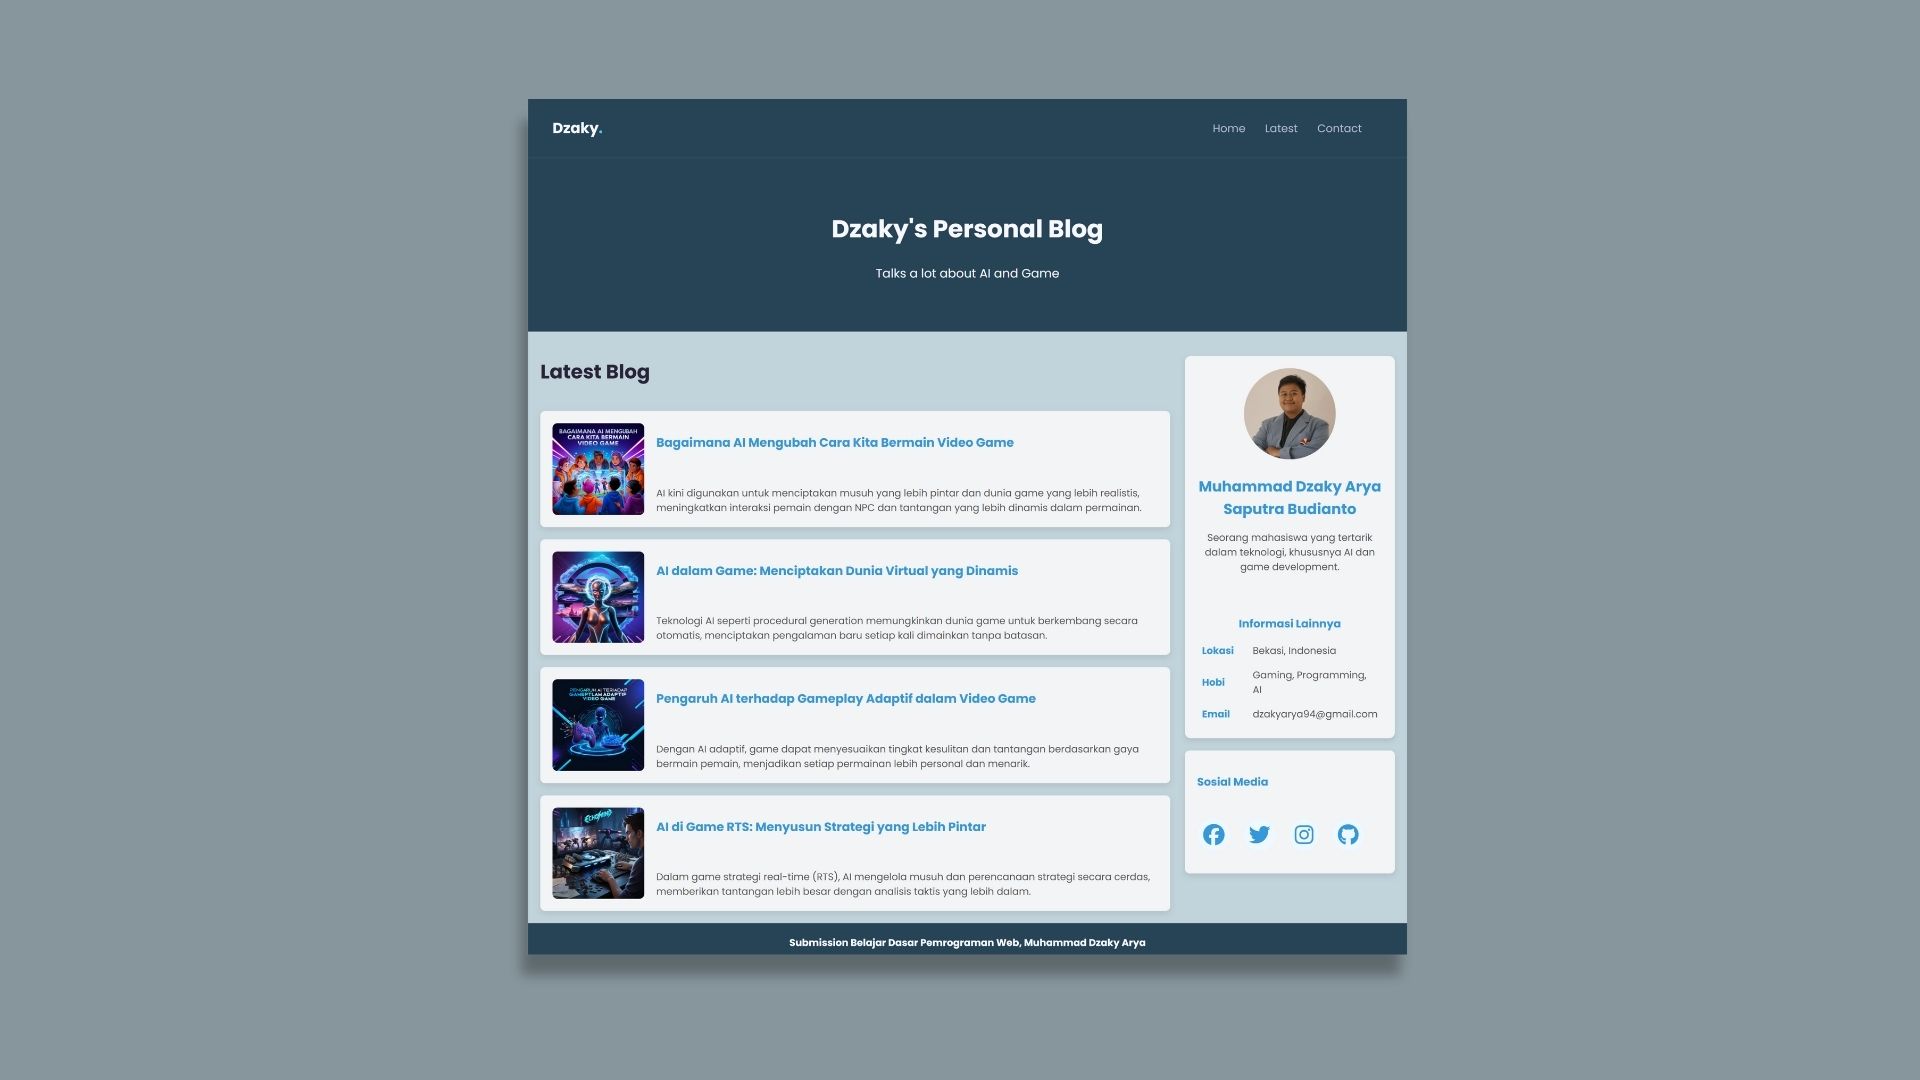 Dzaky.
Home
Latest
Contact
Dzaky's Personal Blog
Talks a lot about AI and Game
Latest Blog
BAGAIMANA AI MENGUBAH
CARA KITA BERMAIN
VIDEO GAME
Bagaimana AI Mengubah Cara Kita Bermain Video Game
AI kini digunakan untuk menciptakan musuh yang lebih pintar dan dunia game yang lebih realistis,
meningkatkan interaksi pemain dengan NPC dan tantangan yang lebih dinamis dalam permainan.
AI dalam Game: Menciptakan Dunia Virtual yang Dinamis
Teknologi AI seperti procedural generation memungkinkan dunia game untuk berkembang secara
otomatis, menciptakan pengalaman baru setiap kali dimainkan tanpa batasan.
PENGARUH AI TERHADAP
ADAPTIF
VIDEO GAME
Pengaruh AI terhadap Gameplay Adaptif dalam Video Game
Dengan AI adaptif, game dapat menyesuaikan tingkat kesulitan dan tantangan berdasarkan gaya
bermain pemain, menjadikan setiap permainan lebih personal dan menarik.
AI di Game RTS: Menyusun Strategi yang Lebih Pintar
Dalam game strategi real-time (RTS), AI mengelola musuh dan perencanaan strategi secara cerdas,
memberikan tantangan lebih besar dengan analisis taktis yang lebih dalam.
Muhammad Dzaky Arya
Saputra Budianto
Seorang mahasiswa yang tertarik
dalam teknologi, khususnya AI dan
game development.
Informasi Lainnya
Lokasi Bekasi, Indonesia
Hobi Gaming, Programming,
AI
Email dzakyarya94@gmail.com
Sosial Media
Submission Belajar Dasar Pemrograman Web, Muhammad Dzaky Arya